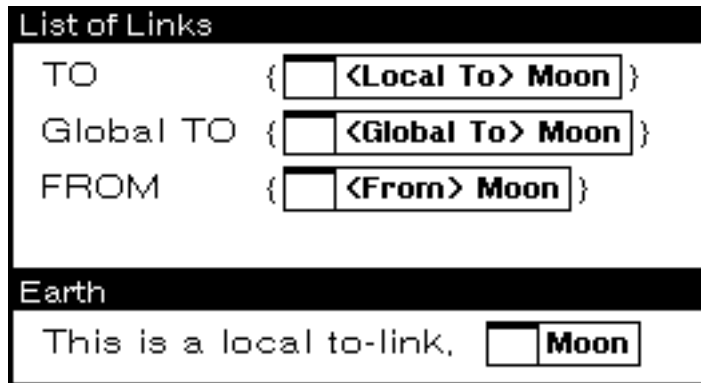 List of Links
TO { <Local To> Moon }
Global TO { <Global To> Moon }
FROM { <From> Moon }
Earth
This is a local to-link, Moon